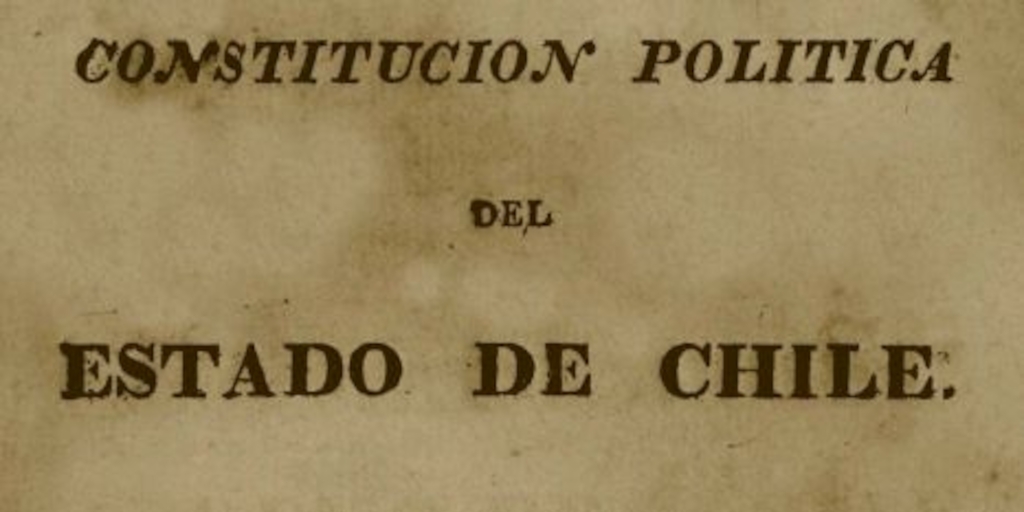 CONSTITUCION POLITICA
DEL
ESTADO DE CHILE.